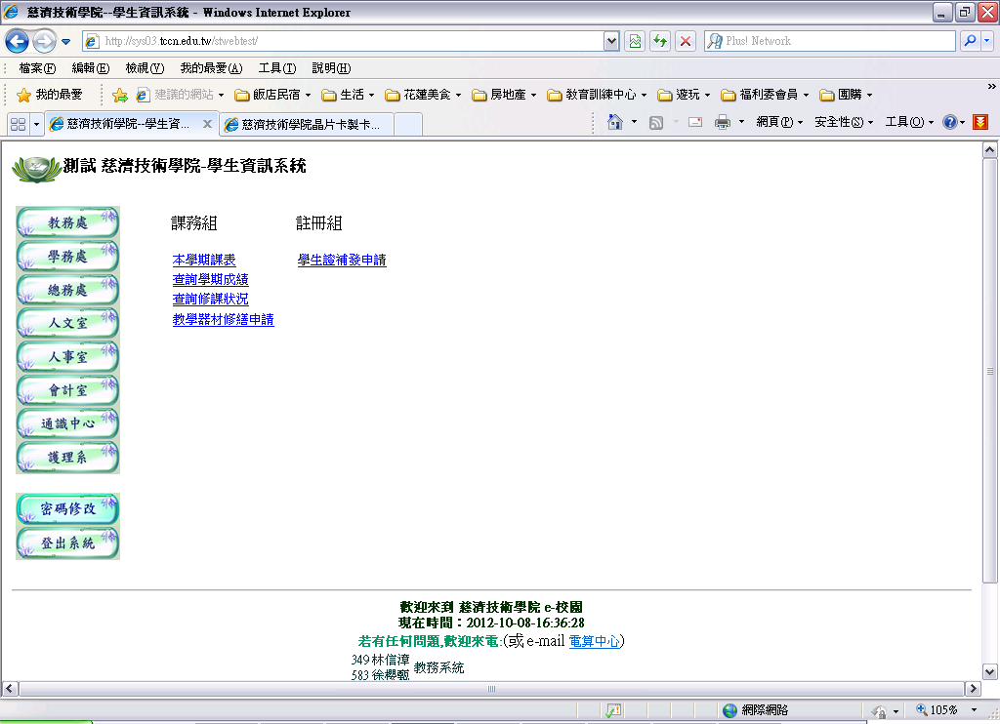 慈濟技術學院--學生資訊系統 - Windows Internet Explorer
http://sys03.tccn.edu.tw/stwebtest/
Plus! Network
檔案(F) 編輯(E) 檢視(V) 我的最愛(A) 工具(T) 說明(H)
我的最愛 建議的網站 飯店民宿 生活 花蓮美食 房地產 教育訓練中心 遊玩 福利委會員 團購
慈濟技術學院--學生資... 慈濟技術學院晶片卡製卡... 網頁(P) 安全性(S) 工具(O)
測試 慈濟技術學院-學生資訊系統
教務處
學務處
總務處
人文室
人事室
會計室
通識中心
護理系
密碼修改
登出系統
課務組 註冊組
本學期課表 學生證補發申請
查詢學期成績
查詢修課狀況
教學器材修繕申請
歡迎來到 慈濟技術學院 e-校園
現在時間：2012-10-08-16:36:28
若有任何問題,歡迎來電:(或 e-mail 電算中心)
349 林信漳
583 徐櫻甄 教務系統
網際網路 105%